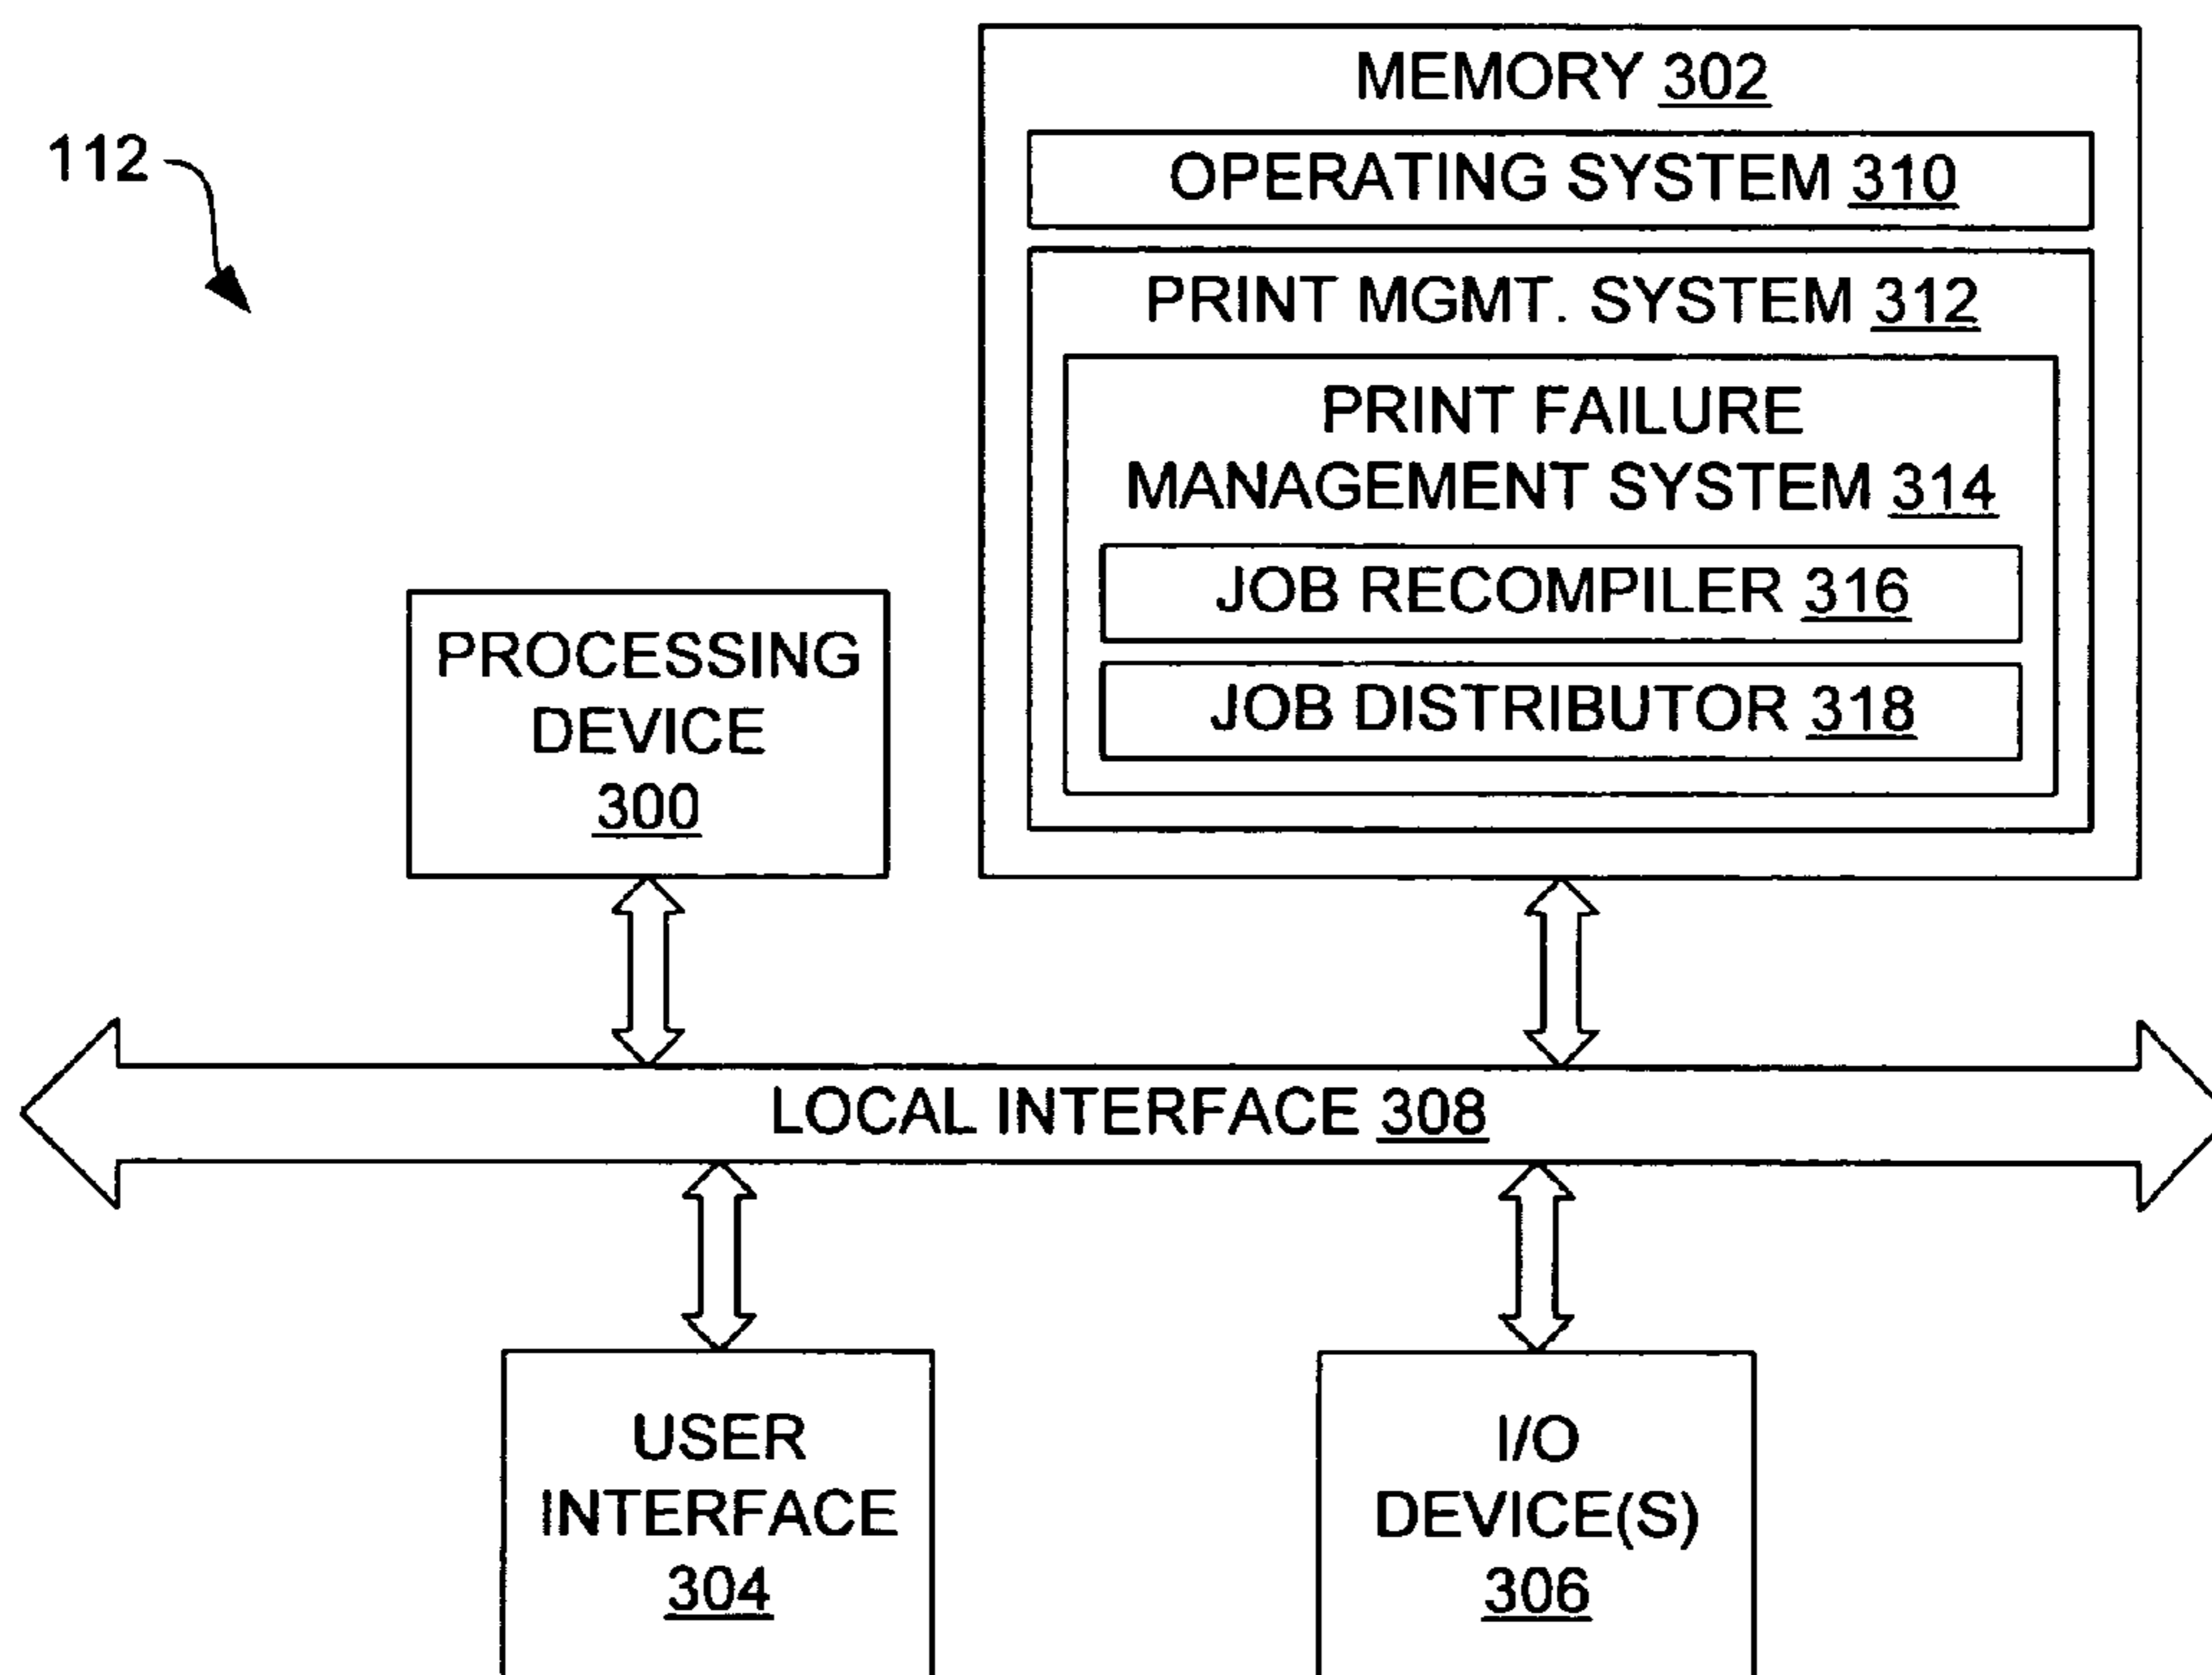 MEMORY 302
112
OPERATING SYSTEM 310
PRINT MGMT. SYSTEM 312
PRINT FAILURE
MANAGEMENT SYSTEM 314
JOB RECOMPILER 316
JOB DISTRIBUTOR 318
PROCESSING
DEVICE
300
LOCAL INTERFACE 308
USER
INTERFACE
304
I/O
DEVICE(S)
306